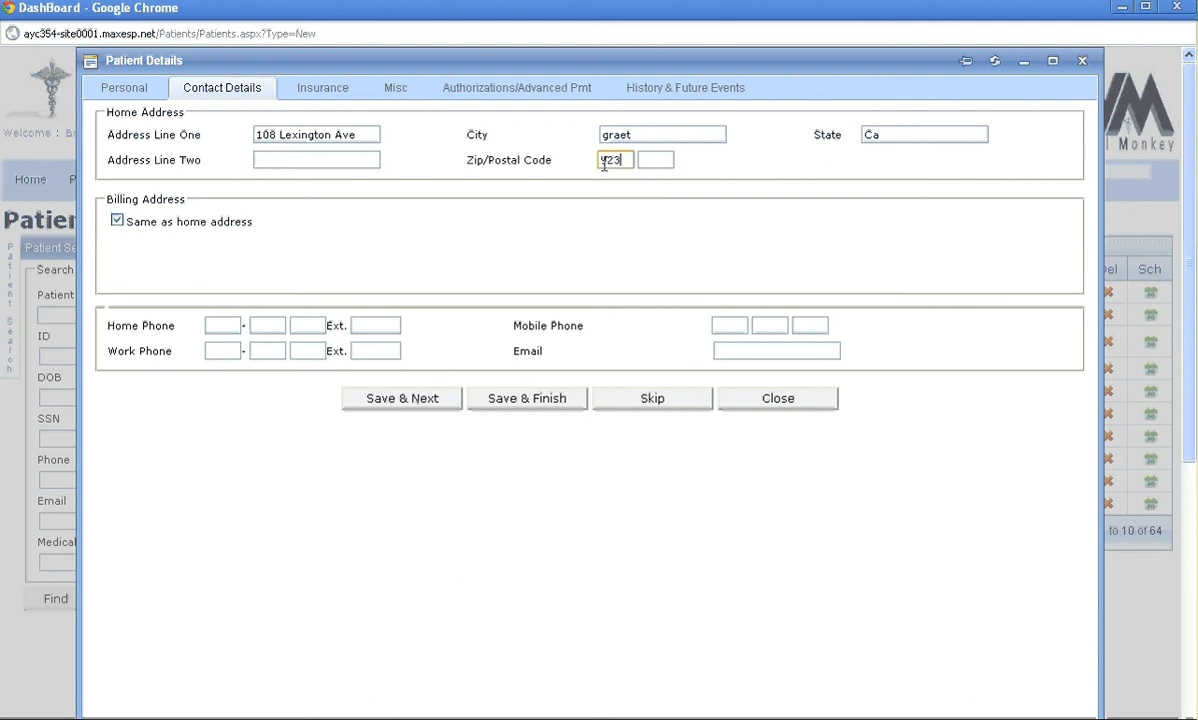 DashBoard - Google Chrome
ayc354-site0001.maxesp.net/Patients/Patients.aspx?Type=New
Patient Details
Personal Contact Details Insurance Misc Authorizations/Advanced Pmt History & Future Events
Home Address
Address Line One 108 Lexington Ave City graet State Ca
Address Line Two Zip/Postal Code
Billing Address
Same as home address
Home Phone - Ext. Mobile Phone
Work Phone - Ext. Email
Save & Next Save & Finish Skip Close
Welcome :
l Monkey
Home P
Patier
Patient Search
Patient Se
Search
Patient
ID
DOB
SSN
Phone
Email
Medical
Find
Del Sch
to 10 of 64